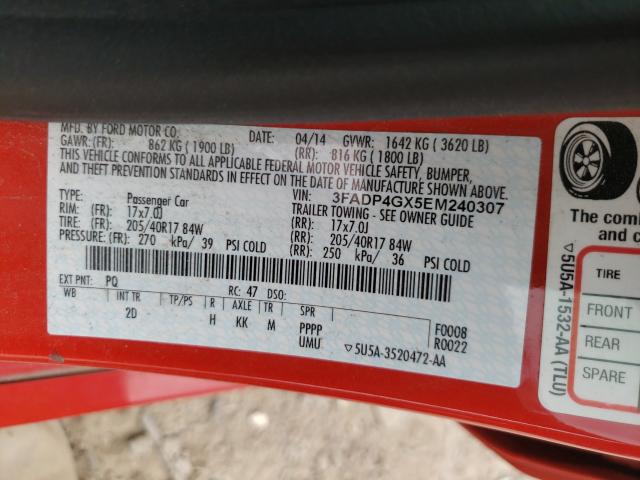 MFD. BY FORD MOTOR CO.
DATE: 04/14 GVWR: 1642 KG ( 3620 LB)
GAWR: (FR): 862 KG ( 1900 LB) (RR): 816 KG ( 1800 LB)
THIS VEHICLE CONFORMS TO ALL APPLICABLE FEDERAL MOTOR VEHICLE SAFETY, BUMPER,
AND THEFT PREVENTION STANDARDS IN EFFECT ON THE DATE OF MANUFACTURE SHOWN ABOVE.
VIN: 3FADP4GX5EM240307
TYPE: Passenger Car TRAILER TOWING - SEE OWNER GUIDE
RIM: (FR): 17x7.0J (RR): 17x7.0J
TIRE: (FR): 205/40R17 84W (RR): 205/40R17 84W
PRESSURE: (FR): 270 kPa/ 39 PSI COLD (RR): 250 kPa/ 36 PSI COLD
EXT PNT: PQ RC: 47 DSO:
WB INT TR TP/PS R AXLE TR SPR
2D H KK M PPPP F0008
UMU R0022
▽5U5A-3520472-AA
The comb
and c
TIRE
FRONT
REAR
SPARE
▽5U5A-1532-AA (TLU)